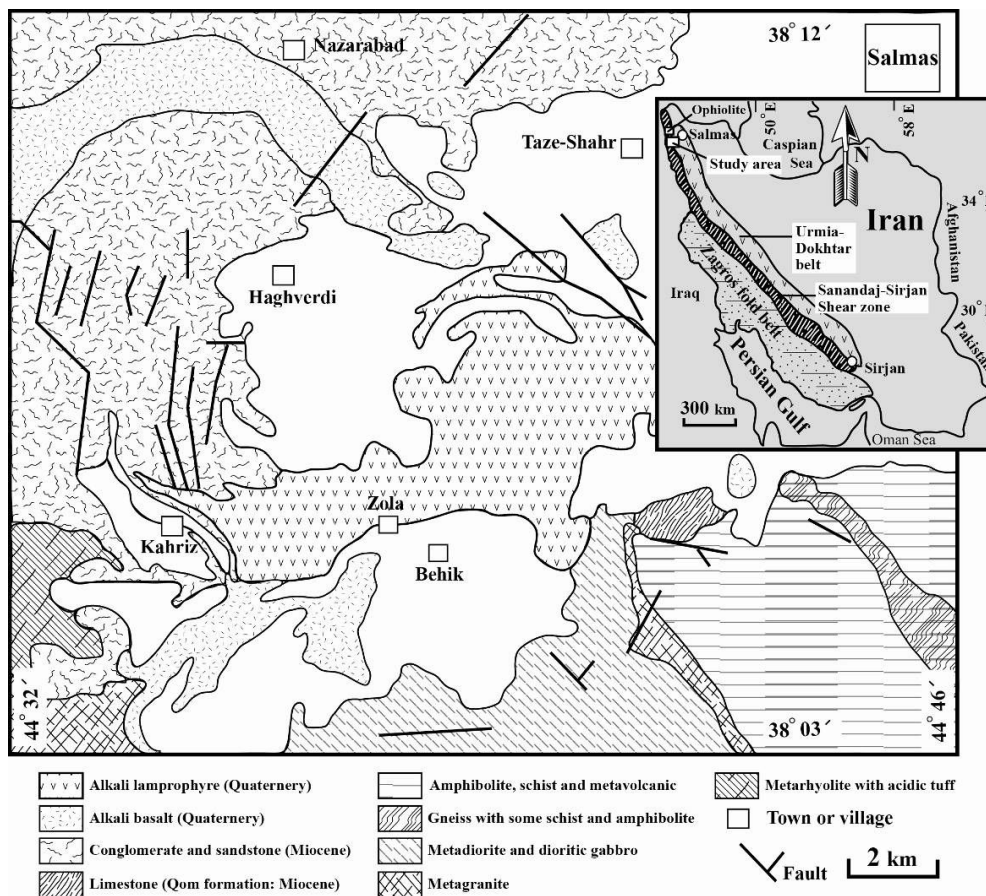 38° 12´
Nazarabad
Salmas
Taze-Shahr
Haghverdi
Zola
Kahriz
Behik
44° 32´
38° 03´
44° 46´
Ophiolite
50° E
58° E
Salmas
Caspian
Sea
N
Study area
Iran
34°
Afghanistan
Urmia-
Dokhtar
belt
Zagros fold belt
Iraq
Sanandaj-Sirjan
Shear zone
30°
Pakistan
Persian Gulf
Sirjan
300 km
Oman Sea
Alkali lamprophyre (Quaternery)
Alkali basalt (Quaternery)
Conglomerate and sandstone (Miocene)
Limestone (Qom formation: Miocene)
Amphibolite, schist and metavolcanic
Gneiss with some schist and amphibolite
Metadiorite and dioritic gabbro
Metagranite
Metarhyolite with acidic tuff
Town or village
Fault
2 km